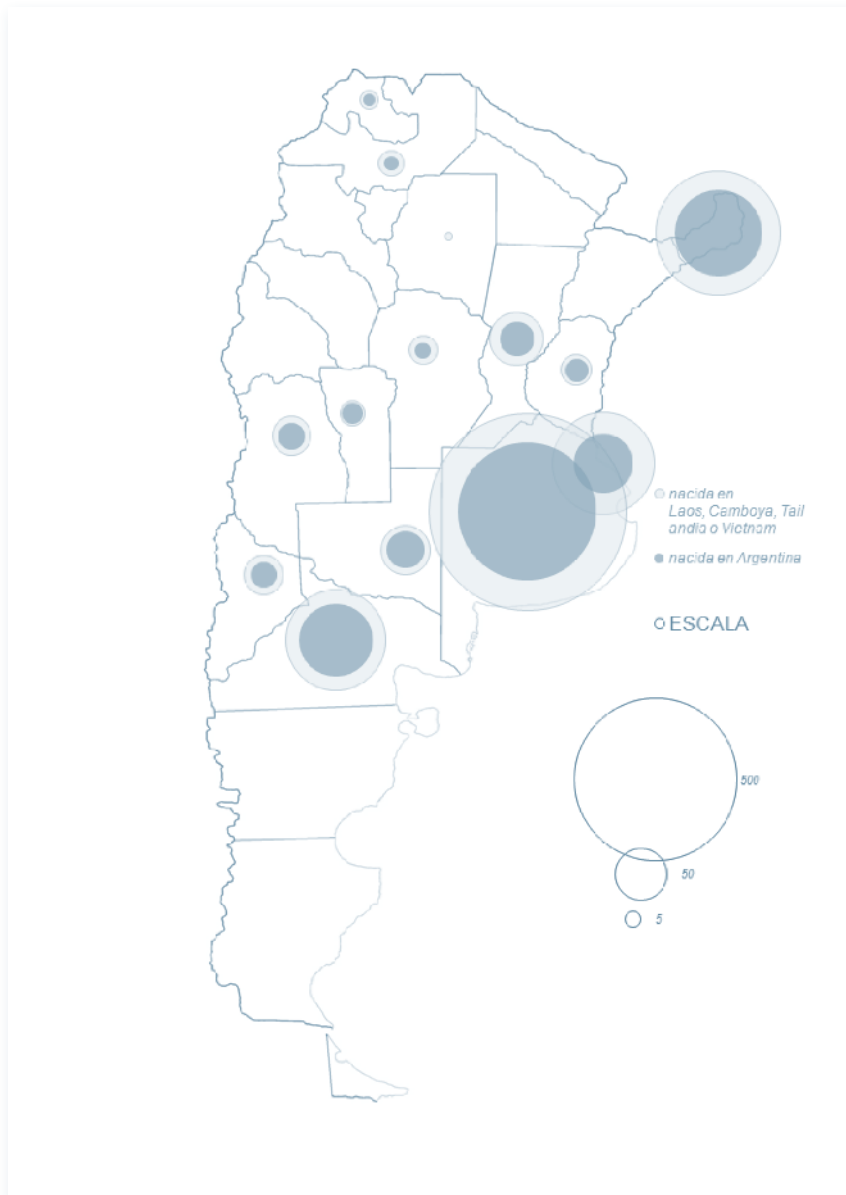 nacida en
Laos, Camboya, Tail
andia o Vietnam
nacida en Argentina
ESCALA
500
50
5